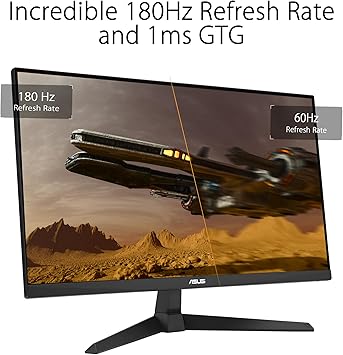 Incredible 180Hz Refresh Rate
and 1ms GTG
180 Hz
Refresh Rate
60Hz
Refresh Rate
ASUS